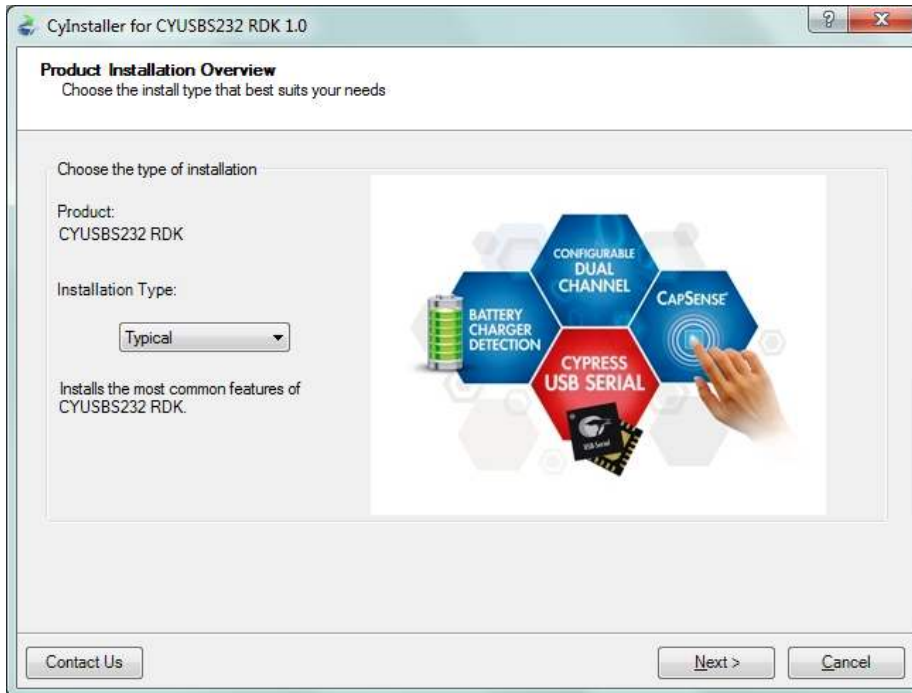 CyInstaller for CYUSBS232 RDK 1.0
?
X
Product Installation Overview
Choose the install type that best suits your needs
Choose the type of installation
Product:
CYUSBS232 RDK
Installation Type:
Typical
Installs the most common features of
CYUSBS232 RDK.
CONFIGURABLE
DUAL
CHANNEL
BATTERY
CHARGER
DETECTION
CAPSENSE®
CYPRESS
USB SERIAL
USB Serial
Contact Us
Next >
Cancel